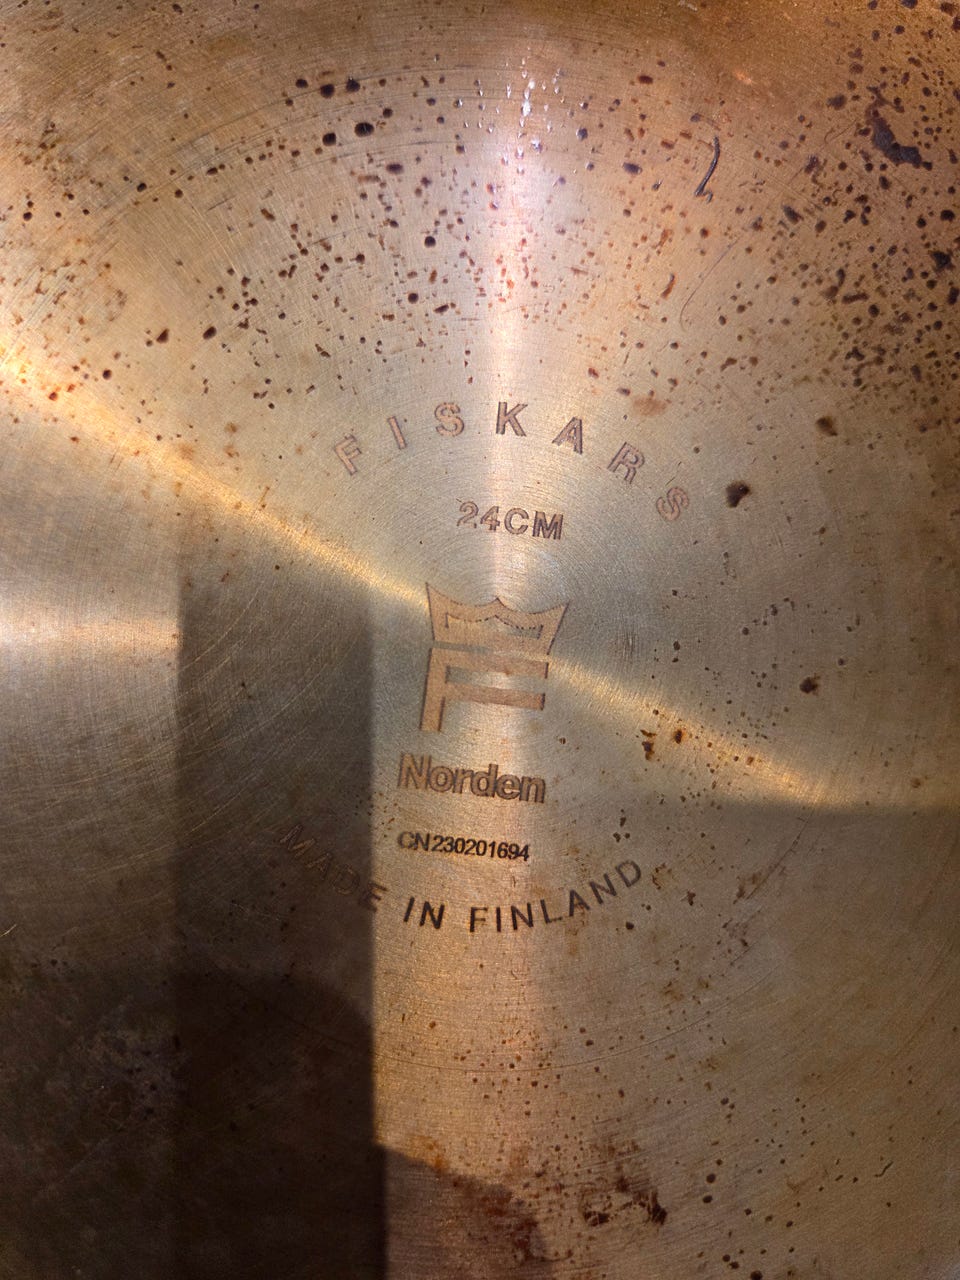 FISKARS
24CM
F
Norden
CN230201694
MADE IN FINLAND